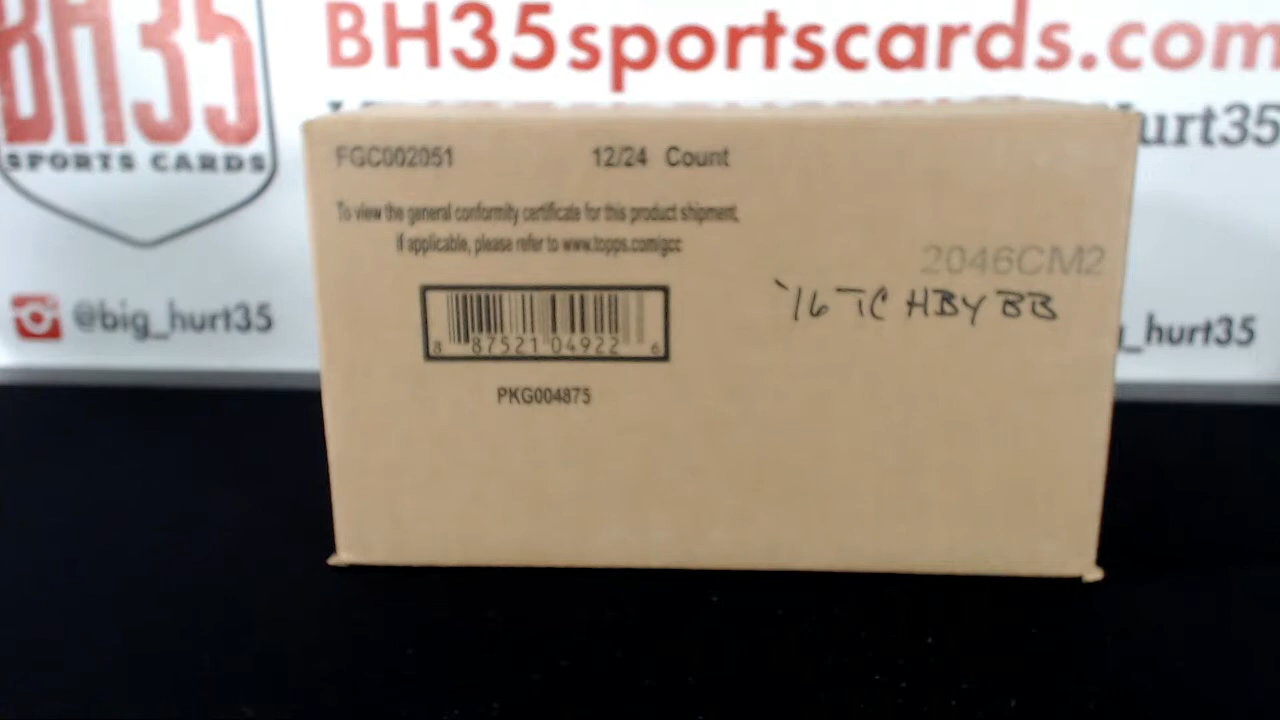 BH35
SPORTS CARDS
BH35sportscards.com
urt35
@big_hurt35
_hurt35
FGC002051 12/24 Count
To view the general conformity certificate for this product shipment,
if applicable, please refer to www.topps.com/gcc
2046CM2
'16 TC HBY BB
8 87521 04922 6
PKG004875